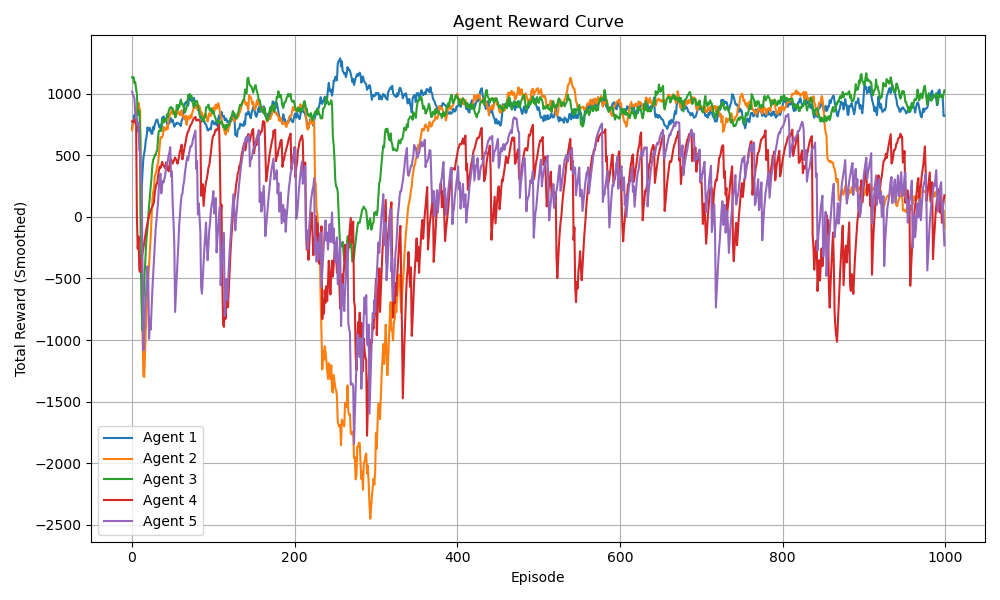 Agent Reward Curve
Total Reward (Smoothed)
1000
500
0
−500
−1000
−1500
−2000
−2500
Agent 1
Agent 2
Agent 3
Agent 4
Agent 5
0 200 400 600 800 1000
Episode